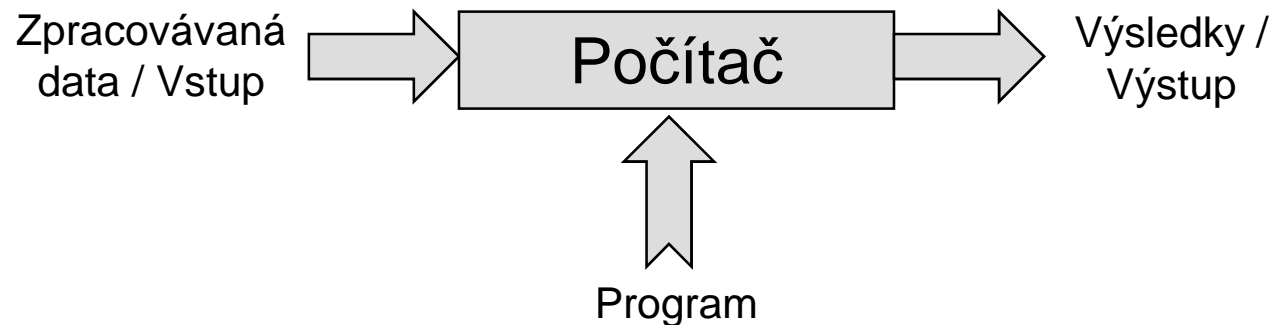 Zpracovávaná
data / Vstup
Počítač
Výsledky /
Výstup
Program